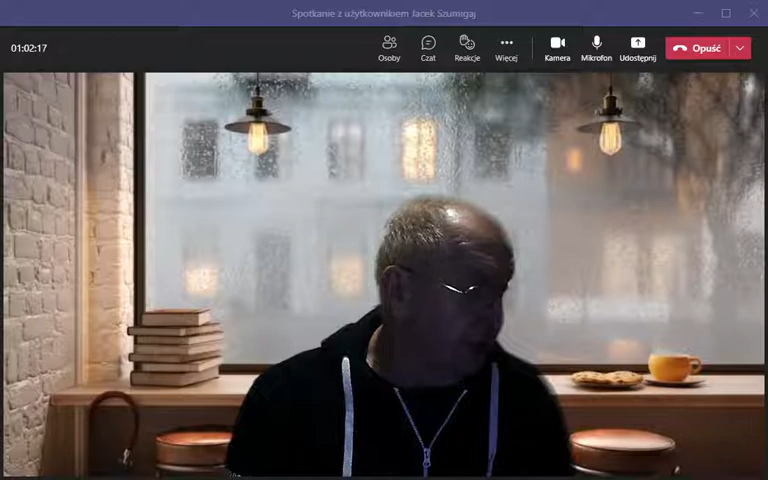 Spotkanie z użytkownikiem Jacek Szumigaj
01:02:17
Osoby
Czat
Reakcje
Więcej
Kamera
Mikrofon
Udostępnij
Opuść